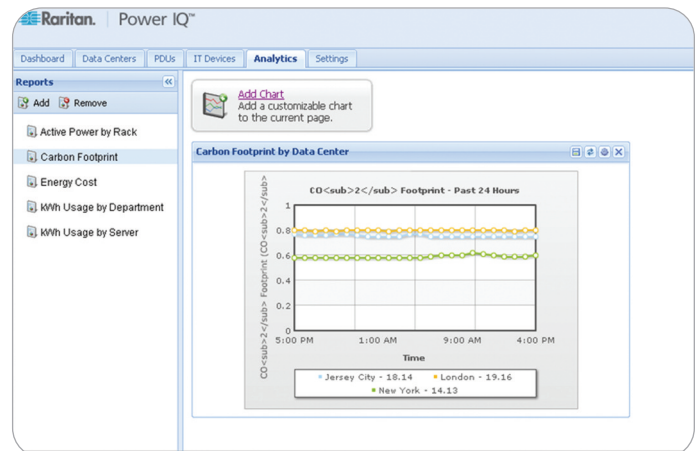 Raritan. Power IQ™
Dashboard Data Centers PDUs IT Devices Analytics Settings
Reports
Add Remove
Active Power by Rack
Carbon Footprint
Energy Cost
kWh Usage by Department
kWh Usage by Server
Add Chart
Add a customizable chart
to the current page.
Carbon Footprint by Data Center
CO<sub>2</sub> Footprint - Past 24 Hours
CO<sub>2</sub> Footprint (CO<sub>2</sub>
1
0.8
0.6
0.4
0.2
0
5:00 PM 1:00 AM 9:00 AM 4:00 PM
Time
Jersey City - 18.14 London - 19.16
New York - 14.13